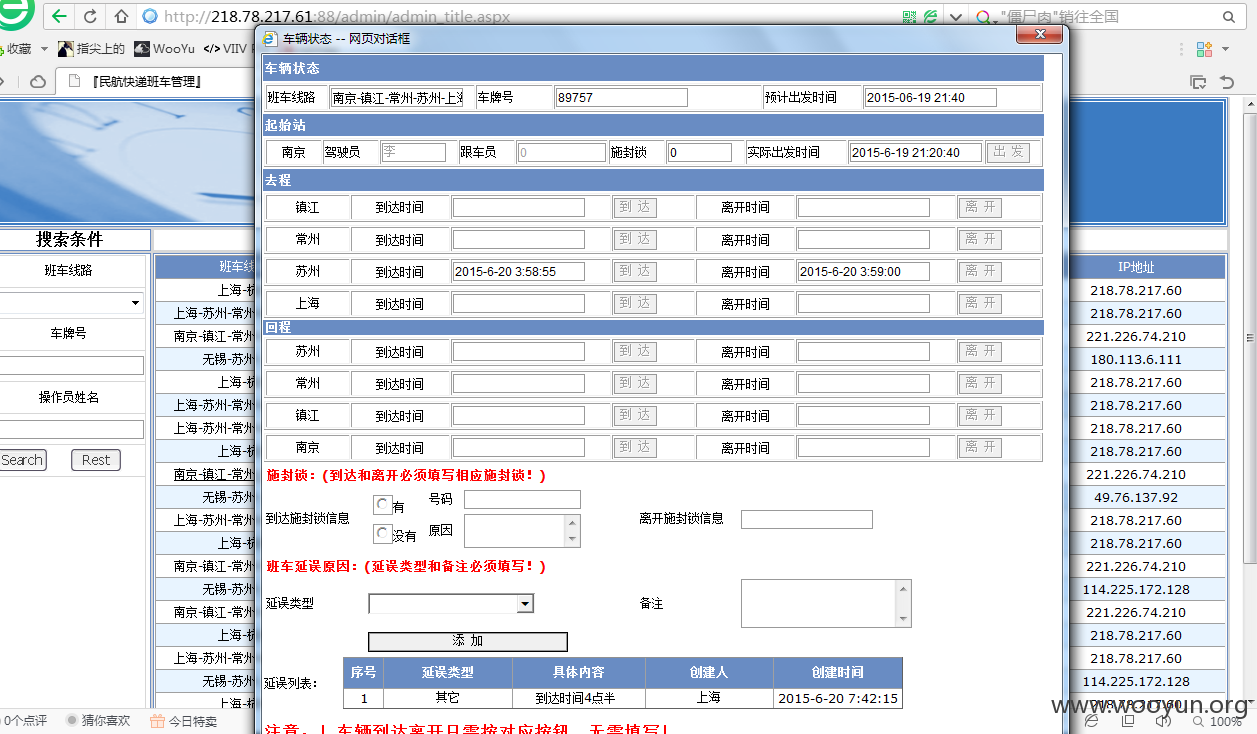 http://218.78.217.61:88/admin/admin_title.aspx
"僵尸肉"销往全国
收藏 指尖上的 WooYu </> VIIV
车辆状态 -- 网页对话框
『民航快递班车管理』
车辆状态
班车线路 南京-镇江-常州-苏州-上海 车牌号 89757 预计出发时间 2015-06-19 21:40
起始站
南京 驾驶员 李 跟车员 0 施封锁 0 实际出发时间 2015-6-19 21:20:40 出 发
去程
镇江 到达时间 到 达 离开时间 离 开
常州 到达时间 到 达 离开时间 离 开
苏州 到达时间 2015-6-20 3:58:55 到 达 离开时间 2015-6-20 3:59:00 离 开
上海 到达时间 到 达 离开时间 离 开
回程
苏州 到达时间 到 达 离开时间 离 开
常州 到达时间 到 达 离开时间 离 开
镇江 到达时间 到 达 离开时间 离 开
南京 到达时间 到 达 离开时间 离 开
施封锁：(到达和离开必须填写相应施封锁！)
到达施封锁信息 有 号码 离开施封锁信息
没有 原因
班车延误原因：(延误类型和备注必须填写！)
延误类型 备注
添 加
延误列表：
序号 延误类型 具体内容 创建人 创建时间
1 其它 到达时间4点半 上海 2015-6-20 7:42:15
搜索条件
班车线路
车牌号
操作员姓名
Search Rest
班车线
上海-杭
上海-苏州-常州
南京-镇江-常州
无锡-苏州
上海-杭
上海-苏州-常州
上海-苏州-常州
上海-杭
南京-镇江-常州
无锡-苏州
上海-苏州-常州
上海-杭
南京-镇江-常州
无锡-苏州
南京-镇江-常州
上海-杭
上海-苏州-常州
无锡-苏州
上海-杭
IP地址
218.78.217.60
218.78.217.60
221.226.74.210
180.113.6.111
218.78.217.60
218.78.217.60
218.78.217.60
218.78.217.60
221.226.74.210
49.76.137.92
218.78.217.60
218.78.217.60
221.226.74.210
114.225.172.128
221.226.74.210
218.78.217.60
218.78.217.60
114.225.172.128
218.78.217.60
www.wooyun.org
0个点评 猜你喜欢 今日特卖
100%